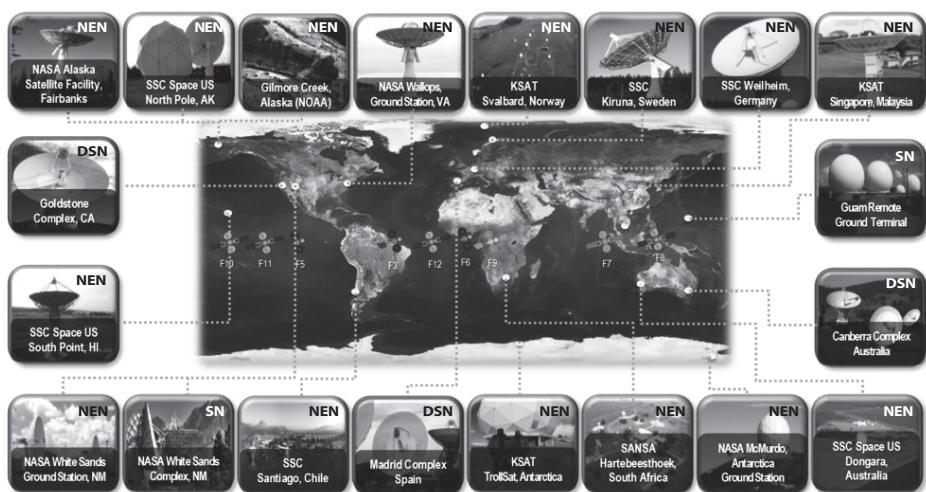 NEN
NASA Alaska
Satellite Facility,
Fairbanks
NEN
SSC Space US
North Pole, AK
NEN
Gilmore Creek,
Alaska (NOAA)
NEN
NASA Wallops,
Ground Station, VA
NEN
KSAT
Svalbard, Norway
NEN
SSC
Kiruna, Sweden
NEN
SSC Weilheim,
Germany
NEN
KSAT
Singapore, Malaysia
DSN
Goldstone
Complex, CA
SN
Guam Remote
Ground Terminal
F10
F11
F5
F3
F12
F6
F9
F7
F8
NEN
SSC Space US
South Point, HI
DSN
Canberra Complex
Australia
NEN
NASA White Sands
Ground Station, NM
SN
NASA White Sands
Complex, NM
NEN
SSC
Santiago, Chile
DSN
Madrid Complex
Spain
NEN
KSAT
TrollSat, Antarctica
NEN
SANSA
Hartebeesthoek,
South Africa
NEN
NASA McMurdo,
Antarctica
Ground Station
NEN
SSC Space US
Dongara,
Australia